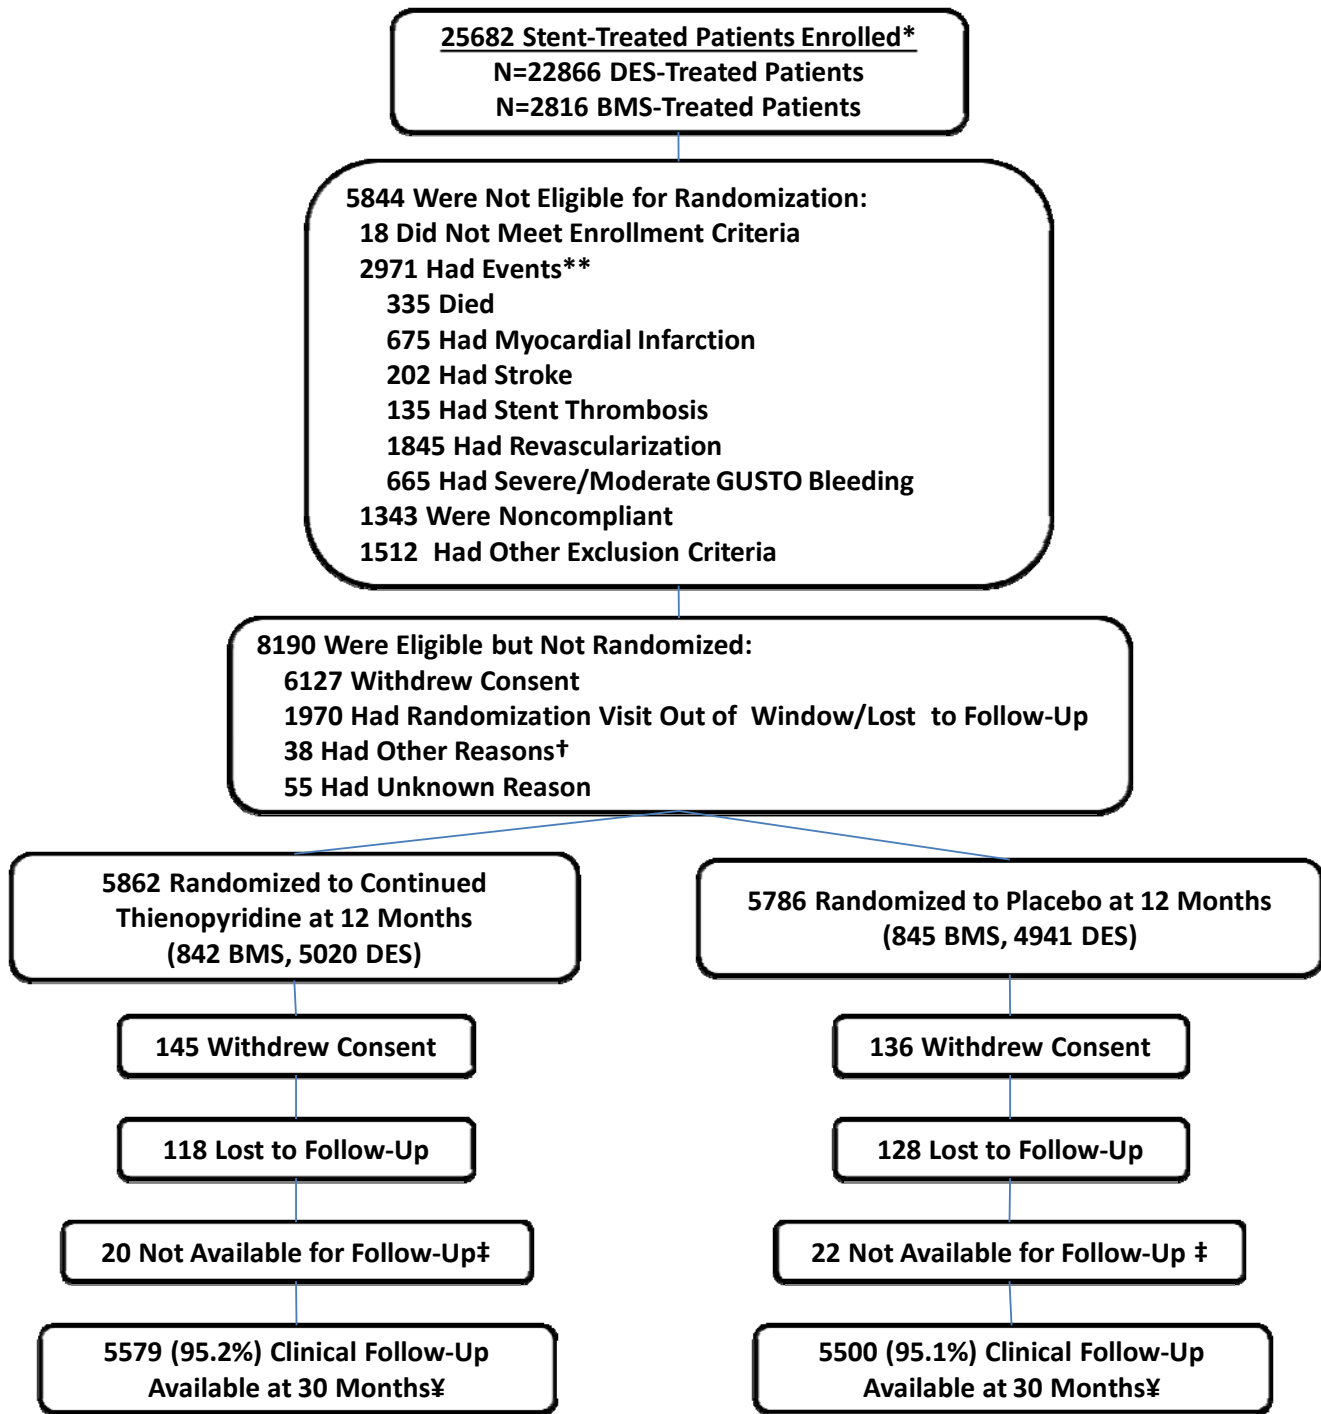 25682 Stent-Treated Patients Enrolled*
N=22866 DES-Treated Patients
N=2816 BMS-Treated Patients
5844 Were Not Eligible for Randomization:
18 Did Not Meet Enrollment Criteria
2971 Had Events**
335 Died
675 Had Myocardial Infarction
202 Had Stroke
135 Had Stent Thrombosis
1845 Had Revascularization
665 Had Severe/Moderate GUSTO Bleeding
1343 Were Noncompliant
1512 Had Other Exclusion Criteria
8190 Were Eligible but Not Randomized:
6127 Withdrew Consent
1970 Had Randomization Visit Out of Window/Lost to Follow-Up
38 Had Other Reasons†
55 Had Unknown Reason
5862 Randomized to Continued
Thienopyridine at 12 Months
(842 BMS, 5020 DES)
145 Withdrew Consent
118 Lost to Follow-Up
20 Not Available for Follow-Up‡
5579 (95.2%) Clinical Follow-Up
Available at 30 Months¥
5786 Randomized to Placebo at 12 Months
(845 BMS, 4941 DES)
136 Withdrew Consent
128 Lost to Follow-Up
22 Not Available for Follow-Up ‡
5500 (95.1%) Clinical Follow-Up
Available at 30 Months¥